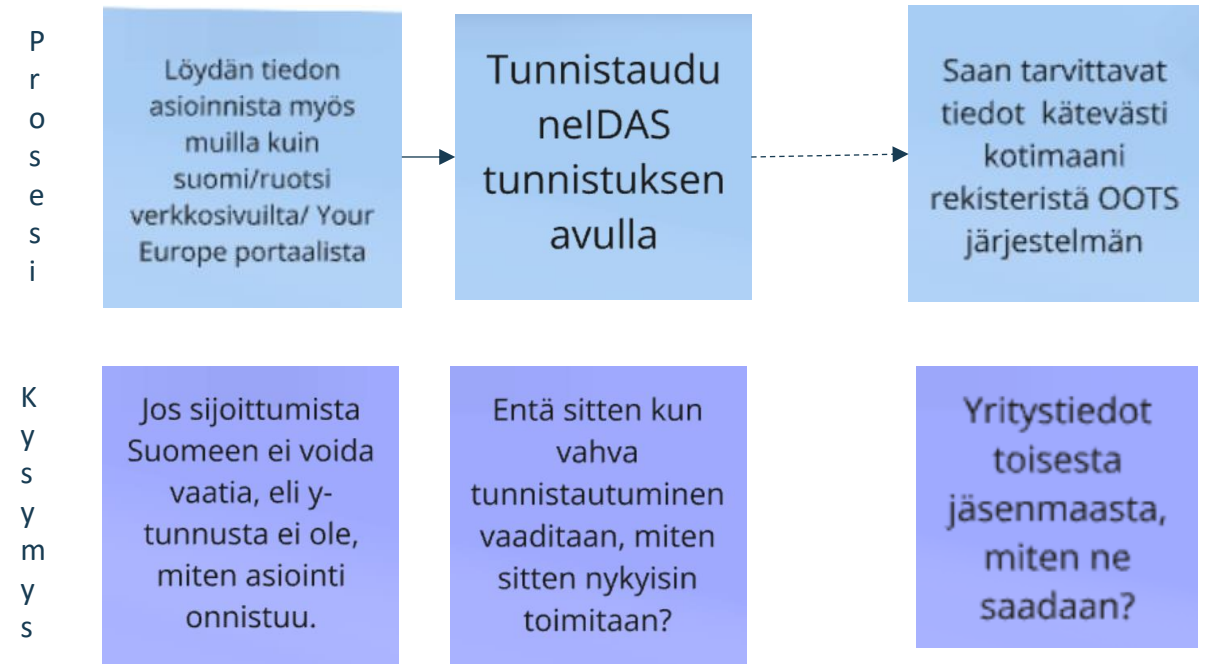 Prosessi
Löydän tiedon
asioinnista myös
muilla kuin
suomi/ruotsi
verkkosivuilta/ Your
Europe portaalista
Tunnistaudu
neIDAS
tunnistuksen
avulla
Saan tarvittavat
tiedot kätevästi
kotimaani
rekisteristä OOTS
järjestelmän
Kysymys
Jos sijoittumista
Suomeen ei voida
vaatia, eli y-
tunnusta ei ole,
miten asiointi
onnistuu.
Entä sitten kun
vahva
tunnistautuminen
vaaditaan, miten
sitten nykyisin
toimitaan?
Yritystiedot
toisesta
jäsenmaasta,
miten ne
saadaan?